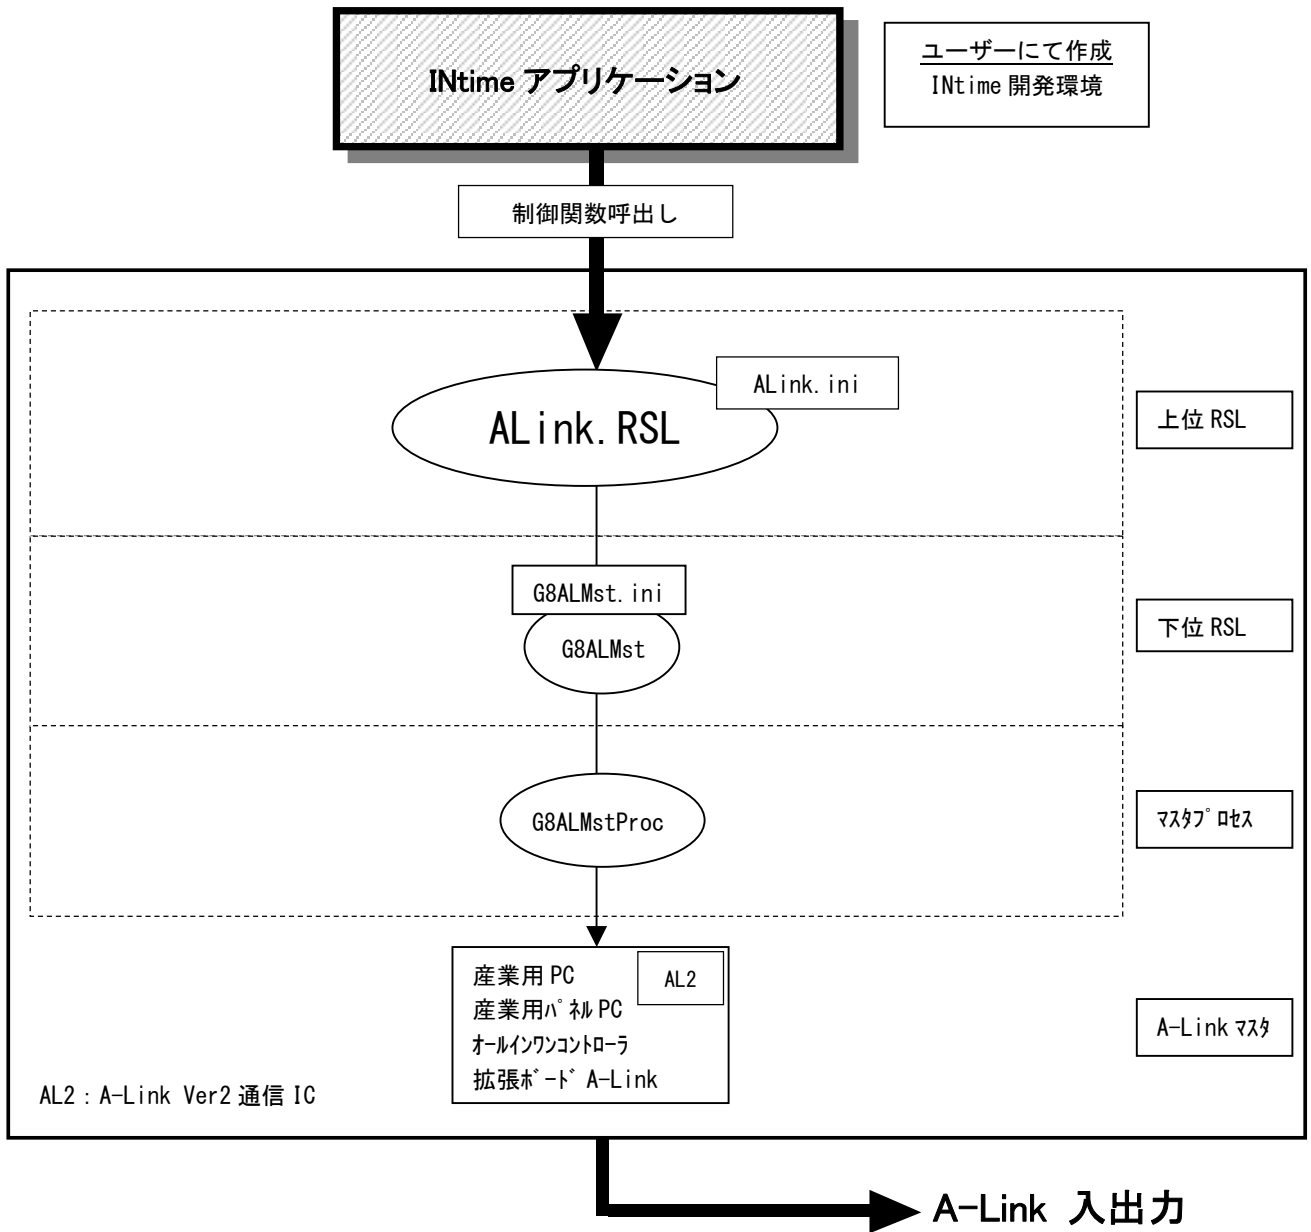 INtime アプリケーション
ユーザーにて作成
INtime 開発環境
制御関数呼出し
ALink.ini
ALink.RSL
上位 RSL
G8ALMst.ini
G8ALMst
下位 RSL
G8ALMstProc
ﾏｽﾀﾌﾟﾛｾｽ
産業用 PC
AL2
産業用ﾊﾟﾈﾙ PC
ｵｰﾙｲﾝﾜﾝｺﾝﾄﾛｰﾗ
拡張ﾎﾞｰﾄﾞ A-Link
A-Link ﾏｽﾀ
AL2：A-Link Ver2 通信 IC
A-Link 入出力